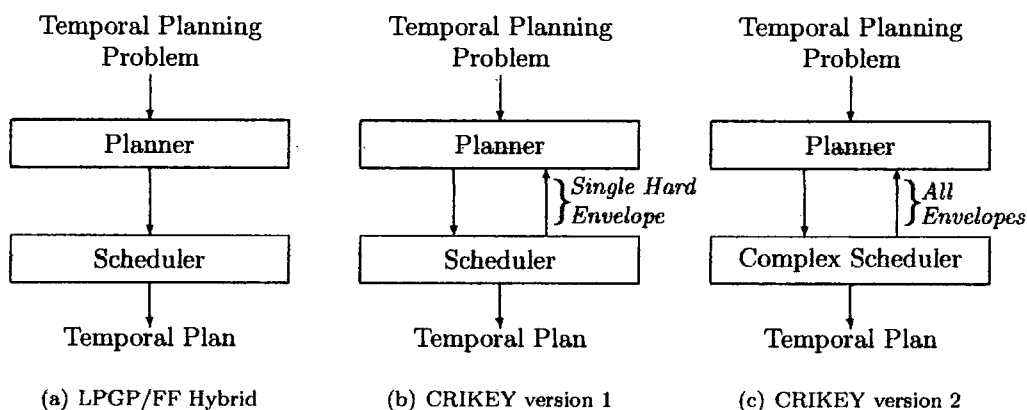 Temporal Planning
Problem
Planner
Scheduler
Temporal Plan
(a) LPGP/FF Hybrid
Temporal Planning
Problem
Planner
Single Hard
Envelope
Scheduler
Temporal Plan
(b) CRIKEY version 1
Temporal Planning
Problem
Planner
All
Envelopes
Complex Scheduler
Temporal Plan
(c) CRIKEY version 2